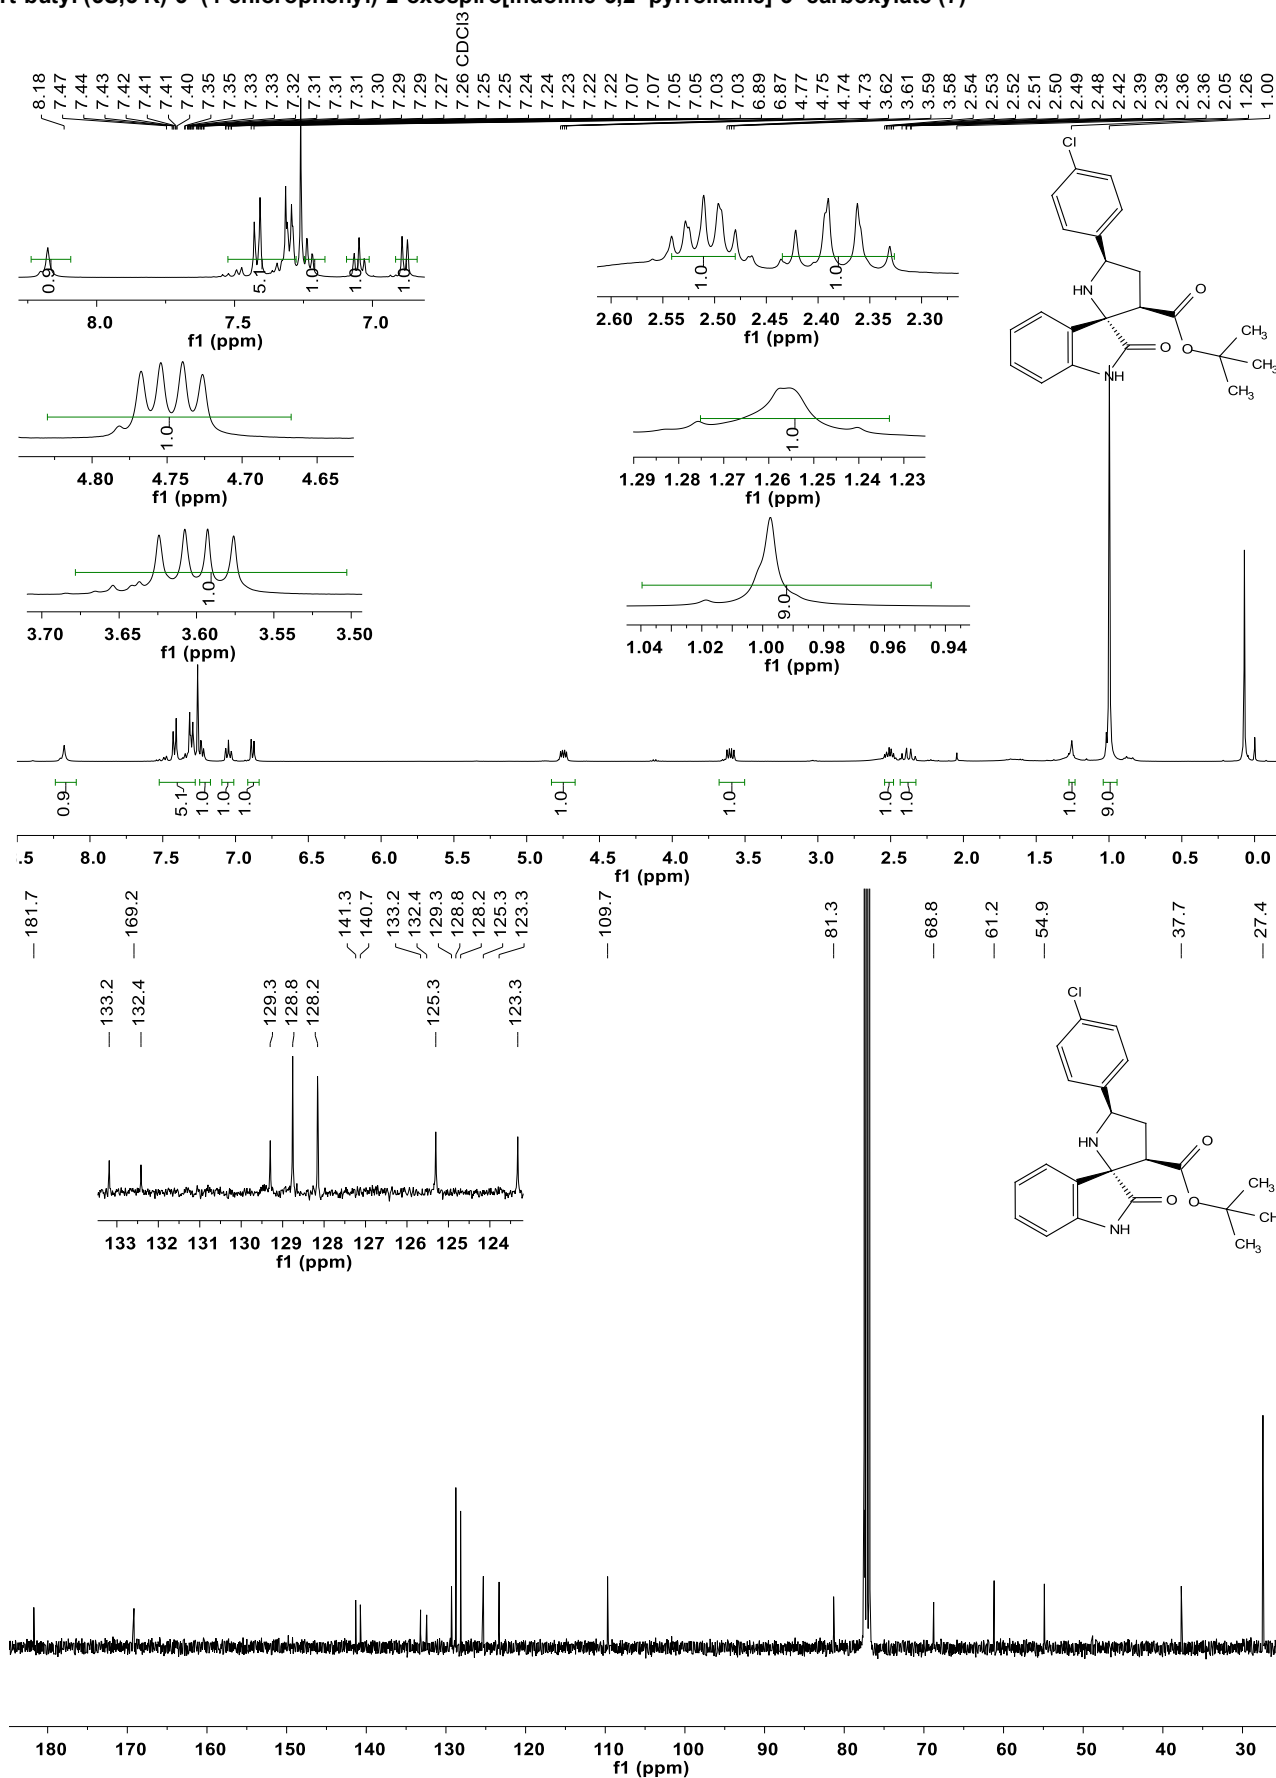 rt-butyl (3S,3'R)-5'-(4-chlorophenyl)-2-oxospiro[indoline-3,2'-pyrrolidine]-3'-carboxylate (7)
8.18 7.47 7.44 7.43 7.42 7.41 7.41 7.40 7.35 7.35 7.33 7.33 7.32 7.31 7.31 7.31 7.30 7.29 7.29 7.27 7.26 CDCl3 7.25 7.25 7.24 7.24 7.23 7.22 7.22 7.07 7.07 7.05 7.05 7.03 7.03 6.89 6.87 4.77 4.75 4.74 4.73 3.62 3.61 3.59 3.58 2.54 2.53 2.52 2.51 2.50 2.49 2.48 2.42 2.39 2.39 2.36 2.36 2.05 1.26 1.00
0.9 5.1 1.0 1.0 1.0
8.0 7.5 7.0
f1 (ppm)
1.0 1.0
2.60 2.55 2.50 2.45 2.40 2.35 2.30
f1 (ppm)
Cl
HN
O
O
O
NH
CH3
CH3
CH3
1.0
4.80 4.75 4.70 4.65
f1 (ppm)
1.0
1.29 1.28 1.27 1.26 1.25 1.24 1.23
f1 (ppm)
1.0
3.70 3.65 3.60 3.55 3.50
f1 (ppm)
9.0
1.04 1.02 1.00 0.98 0.96 0.94
f1 (ppm)
0.9 5.1 1.0 1.0 1.0 1.0 1.0 1.0 1.0 1.0 9.0
.5 8.0 7.5 7.0 6.5 6.0 5.5 5.0 4.5 4.0 3.5 3.0 2.5 2.0 1.5 1.0 0.5 0.0
f1 (ppm)
181.7 169.2 141.3 140.7 133.2 132.4 129.3 128.8 128.2 125.3 123.3 109.7 81.3 68.8 61.2 54.9 37.7 27.4
133.2 132.4 129.3 128.8 128.2 125.3 123.3
133 132 131 130 129 128 127 126 125 124
f1 (ppm)
Cl
HN
O
O
O
NH
CH3
CH
CH3
180 170 160 150 140 130 120 110 100 90 80 70 60 50 40 30
f1 (ppm)